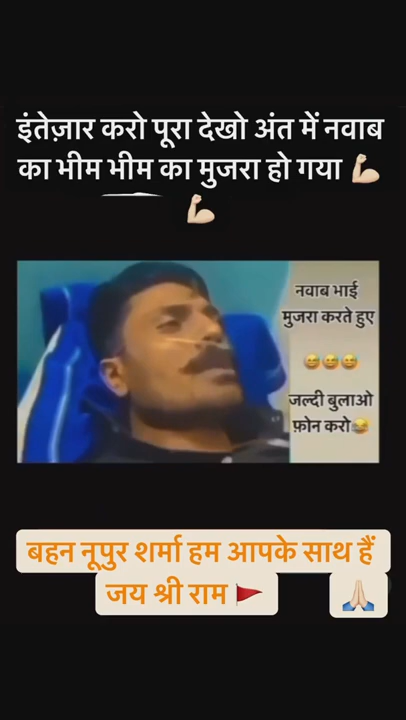 इंतेज़ार करो पूरा देखो अंत में नवाब
का भीम भीम का मुजरा हो गया 💪🏻
💪🏻
नवाब भाई
मुजरा करते हुए
😅😅😅
जल्दी बुलाओ
फ़ोन करो😂
बहन नूपुर शर्मा हम आपके साथ हैं
जय श्री राम 🚩 🙏🏻